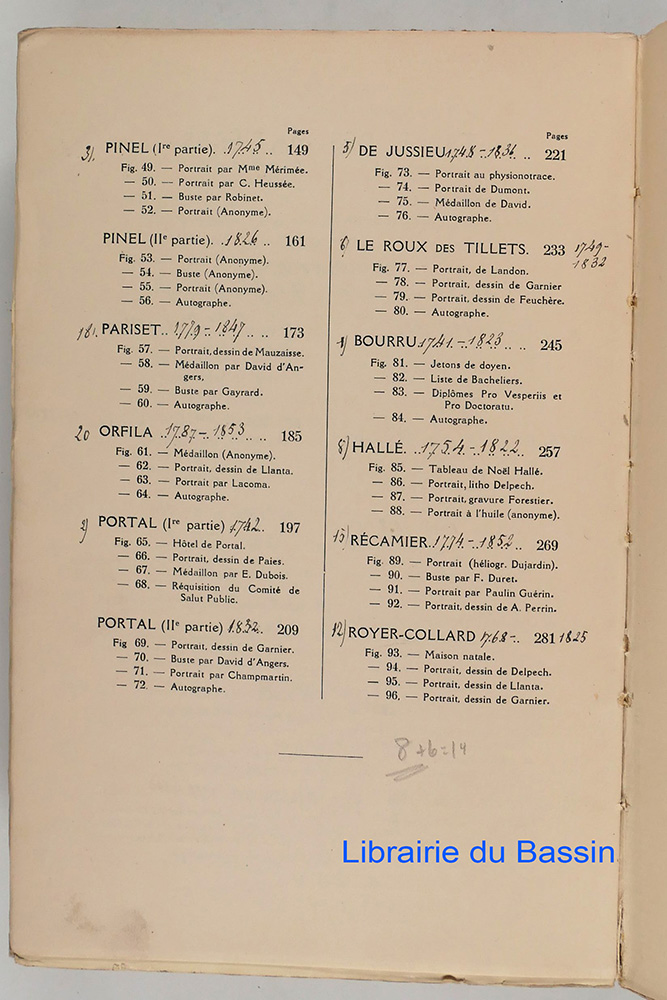 Pages
3). PINEL (Ire partie). 1745. .. 149
Fig. 49. — Portrait par Mme Mérimée.
— 50. — Portrait par C. Heussée.
— 51. — Buste par Robinet.
— 52. — Portrait (Anonyme).
PINEL (IIe partie). 1826 .. 161
Fig. 53. — Portrait (Anonyme).
— 54. — Buste (Anonyme).
— 55. — Portrait (Anonyme).
— 56. — Autographe.
PARISET.. 1779-1847 .. .. 173
Fig. 57. — Portrait, dessin de Mauzaisse.
— 58. — Médaillon par David d'An-
gers,
— 59. — Buste par Gayrard.
— 60. — Autographe.
20 ORFILA .1787-.1853.. .. 185
Fig. 61. — Médaillon (Anonyme).
— 62. — Portrait, dessin de Llanta.
— 63. — Portrait par Lacoma.
— 64. — Autographe.
PORTAL (Ire partie) 1742. 197
Fig. 65. — Hôtel de Portal.
— 66. — Portrait, dessin de Paies.
— 67. — Médaillon par E. Dubois.
— 68. — Réquisition du Comité de
Salut Public.
PORTAL (IIe partie) 1832. 209
Fig 69. — Portrait, dessin de Garnier.
— 70. — Buste par David d'Angers.
— 71. — Portrait par Champmartin.
— 72. — Autographe.
Pages
5) DE JUSSIEU 1748-.1836 .. .. 221
Fig. 73. — Portrait au physionotrace.
— 74. — Portrait de Dumont.
— 75. — Médaillon de David.
— 76. — Autographe.
6) LE ROUX DES TILLETS. 233 1749-
1832
Fig. 77. — Portrait, de Landon.
— 78. — Portrait, dessin de Garnier
— 79. — Portrait, dessin de Feuchère.
— 80. — Autographe.
1) BOURRU 1741.-.1823 .. .. 245
Fig. 81. — Jetons de doyen.
— 82. — Liste de Bacheliers.
— 83. — Diplômes Pro Vesperiis et
Pro Doctoratu.
— 84. — Autographe.
8) HALLÉ. ..1754.-1822.. 257
Fig. 85. — Tableau de Noël Hallé.
— 86. — Portrait, litho Delpech.
— 87. — Portrait, gravure Forestier.
— 88. — Portrait à l'huile (anonyme).
15) RÉCAMIER..1774-.1852.. 269
Fig. 89. — Portrait (héliogr. Dujardin).
— 90. — Buste par F. Duret.
— 91. — Portrait par Paulin Guérin.
— 92. — Portrait, dessin de A. Perrin.
12) ROYER-COLLARD 1768-.. 281 1825
Fig. 93. — Maison natale.
— 94. — Portrait, dessin de Delpech.
— 95. — Portrait, dessin de Llanta.
— 96. — Portrait, dessin de Garnier.
8+6=14
Librairie du Bassin